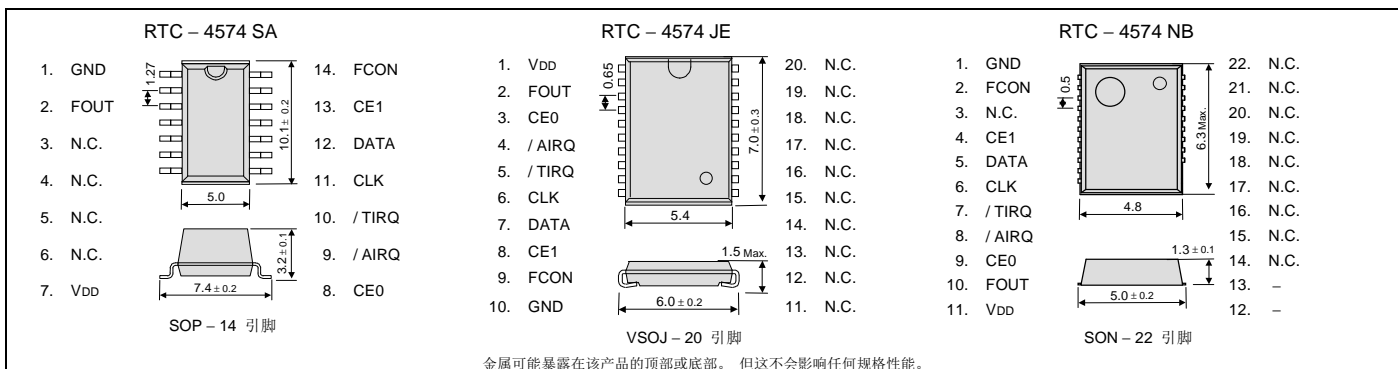 RTC – 4574 SA
1. GND
2. FOUT
3. N.C.
4. N.C.
5. N.C.
6. N.C.
7. VDD
14. FCON
13. CE1
12. DATA
11. CLK
10. / TIRQ
9. / AIRQ
8. CE0
1.27
10.1 ± 0.2
5.0
3.2 ± 0.1
7.4 ± 0.2
SOP – 14 引脚
RTC – 4574 JE
1. VDD
2. FOUT
3. CE0
4. / AIRQ
5. / TIRQ
6. CLK
7. DATA
8. CE1
9. FCON
10. GND
20. N.C.
19. N.C.
18. N.C.
17. N.C.
16. N.C.
15. N.C.
14. N.C.
13. N.C.
12. N.C.
11. N.C.
0.65
7.0 ± 0.3
5.4
1.5 Max.
6.0 ± 0.2
VSOJ – 20 引脚
RTC – 4574 NB
1. GND
2. FCON
3. N.C.
4. CE1
5. DATA
6. CLK
7. / TIRQ
8. / AIRQ
9. CE0
10. FOUT
11. VDD
22. N.C.
21. N.C.
20. N.C.
19. N.C.
18. N.C.
17. N.C.
16. N.C.
15. N.C.
14. N.C.
13. –
12. –
0.5
6.3 Max.
4.8
1.3 ± 0.1
5.0 ± 0.2
SON – 22 引脚
金属可能暴露在该产品的顶部或底部。 但这不会影响任何规格性能。